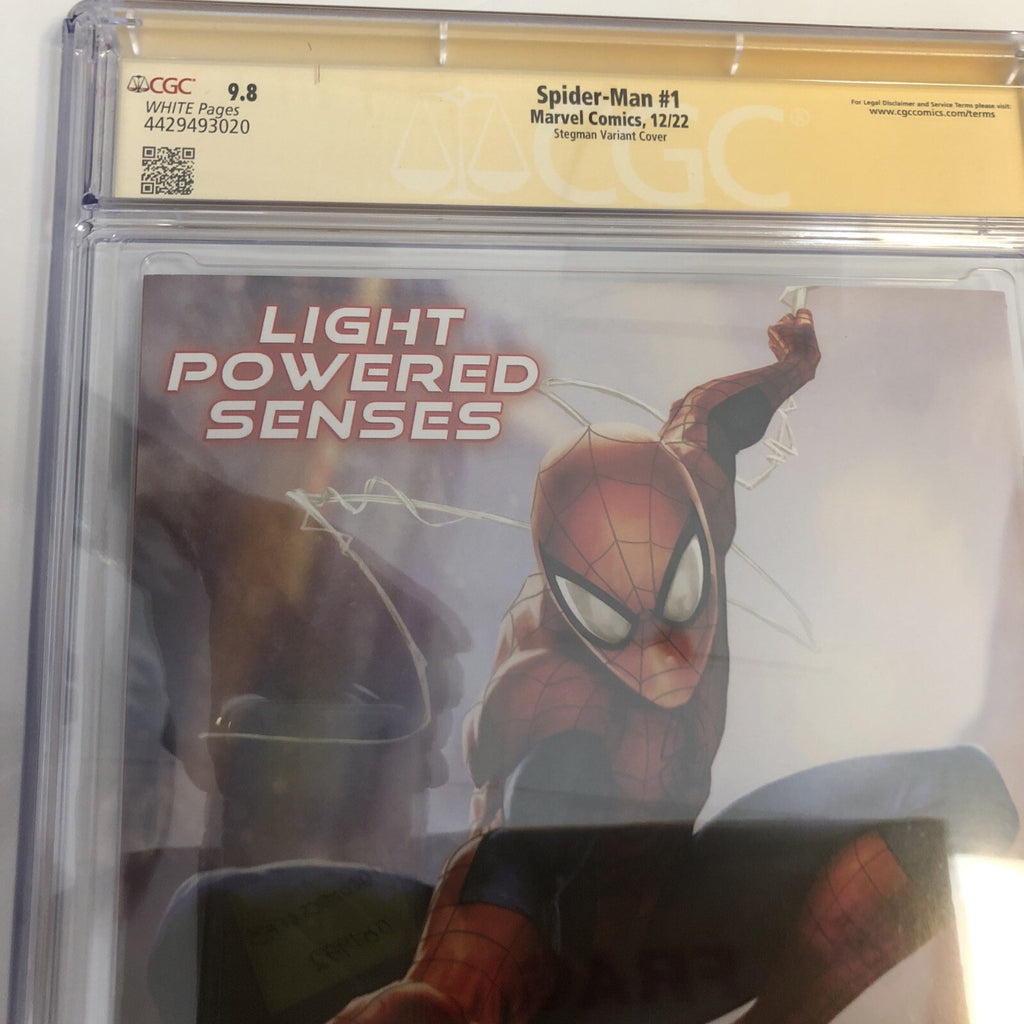 CGC 9.8
WHITE Pages
4429493020
Spider-Man #1
Marvel Comics, 12/22
Stegman Variant Cover
For Legal Disclaimer and Service Terms please visit:
www.cgccomics.com/terms
CGC®
LIGHT
POWERED
SENSES